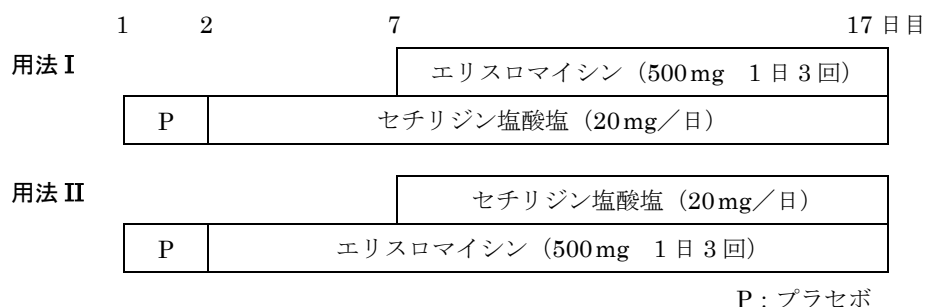 1 2 7 17 日目
用法 I
エリスロマイシン（500mg 1日3回）
P セチリジン塩酸塩（20mg／日）
用法 II
セチリジン塩酸塩（20mg／日）
P エリスロマイシン（500mg 1日3回）
P：プラセボ